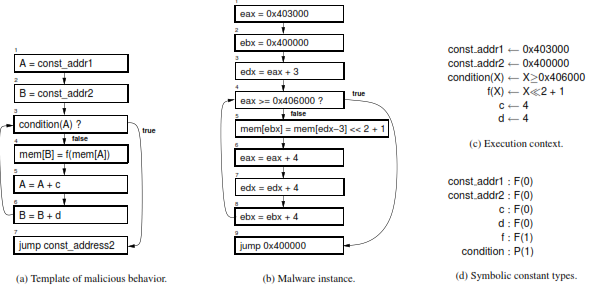 1
A = const_addr1
2
B = const_addr2
3
condition(A) ?
true
false
4
mem[B] = f(mem[A])
5
A = A + c
6
B = B + d
7
jump const_address2
(a) Template of malicious behavior.
1
eax = 0x403000
2
ebx = 0x400000
3
edx = eax + 3
4
eax >= 0x406000 ?
true
false
5
mem[ebx] = mem[edx−3] << 2 + 1
6
eax = eax + 4
7
edx = edx + 4
8
ebx = ebx + 4
9
jump 0x400000
(b) Malware instance.
const.addr1 ← 0x403000
const.addr2 ← 0x400000
condition(X) ← X≥0x406000
f(X) ← X≪2 + 1
c ← 4
d ← 4
(c) Execution context.
const_addr1 : F(0)
const_addr2 : F(0)
c : F(0)
d : F(0)
f : F(1)
condition : P(1)
(d) Symbolic constant types.